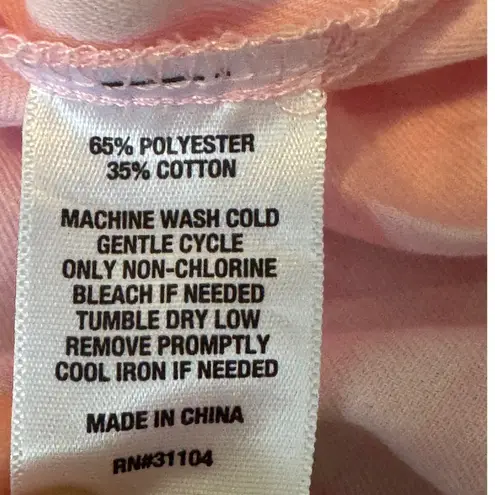 65% POLYESTER
35% COTTON
MACHINE WASH COLD
GENTLE CYCLE
ONLY NON-CHLORINE
BLEACH IF NEEDED
TUMBLE DRY LOW
REMOVE PROMPTLY
COOL IRON IF NEEDED
MADE IN CHINA
RN#31104